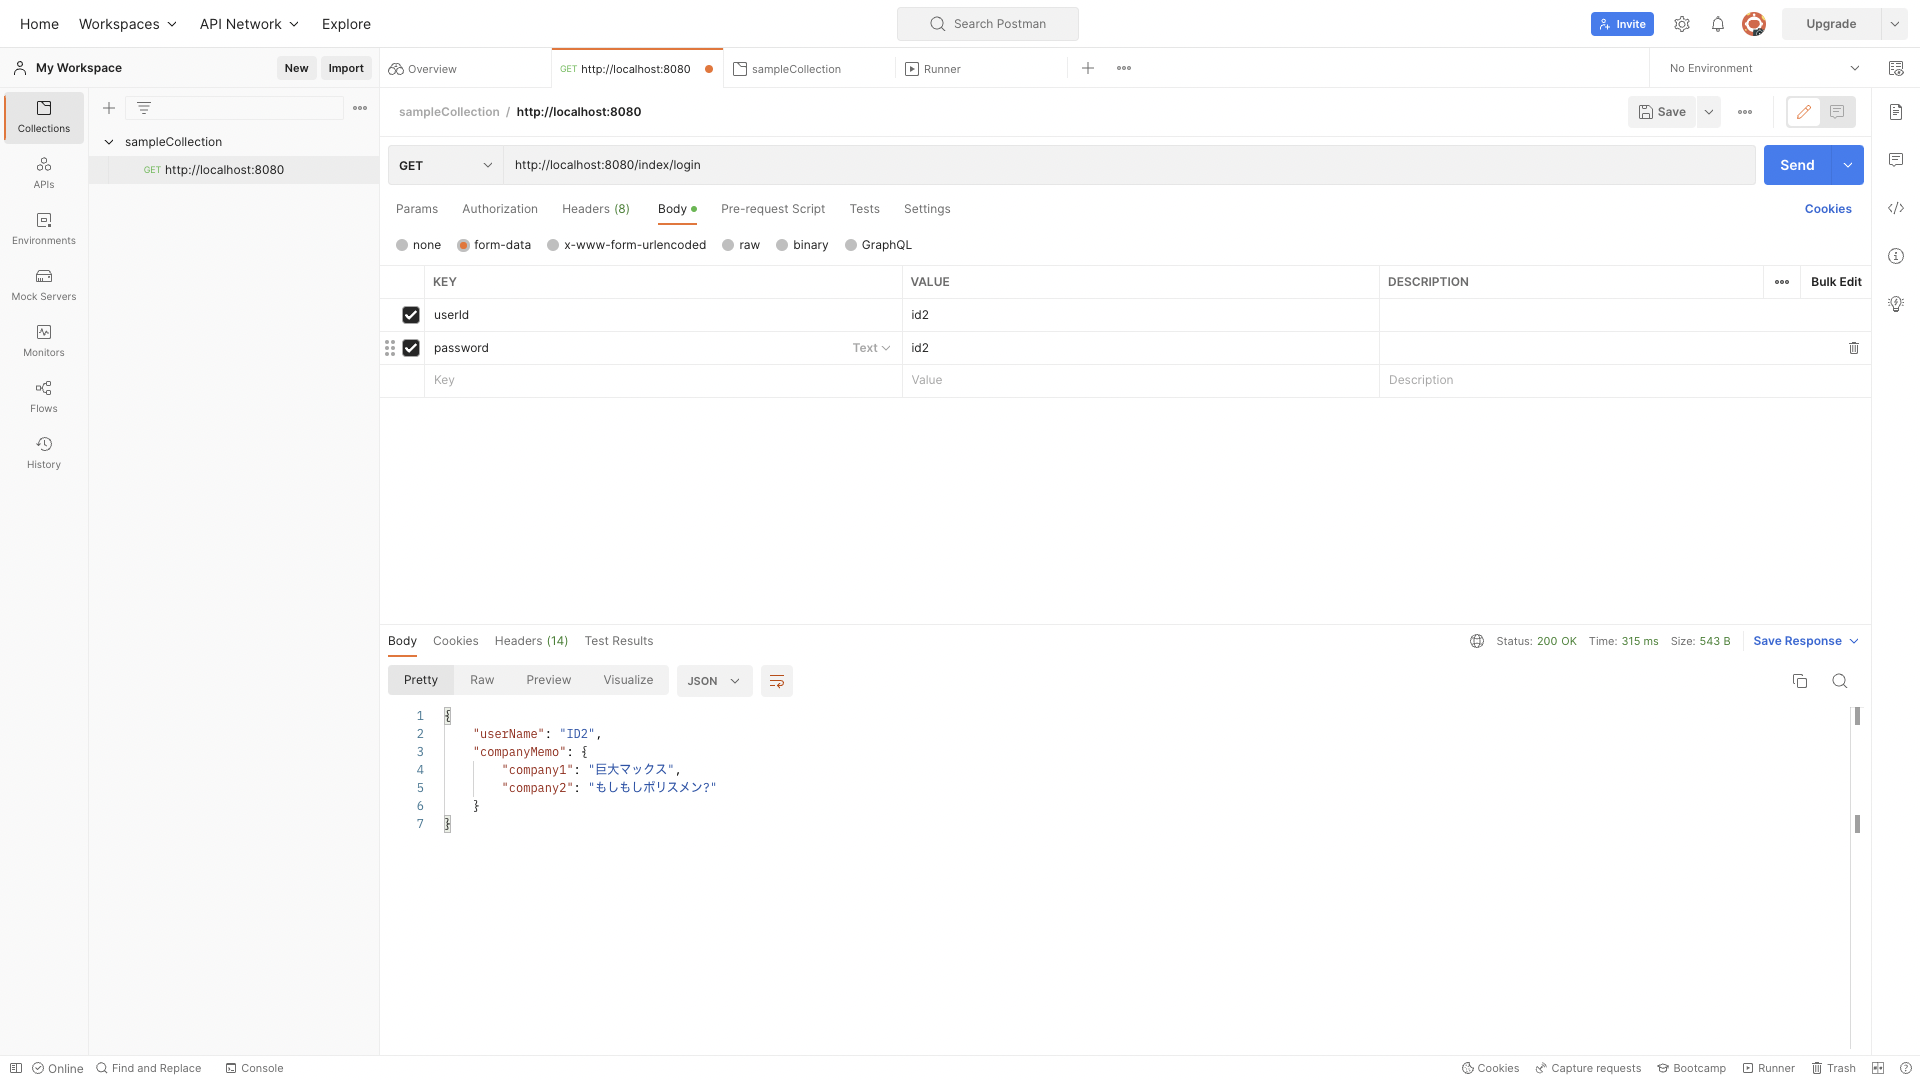 Home Workspaces API Network Explore Search Postman Invite Upgrade
My Workspace New Import Overview GET http://localhost:8080 sampleCollection Runner No Environment
Collections
APIs
Environments
Mock Servers
Monitors
Flows
History
sampleCollection
GET http://localhost:8080
sampleCollection / http://localhost:8080 Save
GET http://localhost:8080/index/login Send
Params Authorization Headers (8) Body Pre-request Script Tests Settings Cookies
none form-data x-www-form-urlencoded raw binary GraphQL
KEY VALUE DESCRIPTION Bulk Edit
userId id2
password Text id2
Key Value Description
Body Cookies Headers (14) Test Results Status: 200 OK Time: 315 ms Size: 543 B Save Response
Pretty Raw Preview Visualize JSON
1 {
2 "userName": "ID2",
3 "companyMemo": {
4 "company1": "巨大マックス",
5 "company2": "もしもしポリスメン?"
6 }
7 }
Online Find and Replace Console Cookies Capture requests Bootcamp Runner Trash